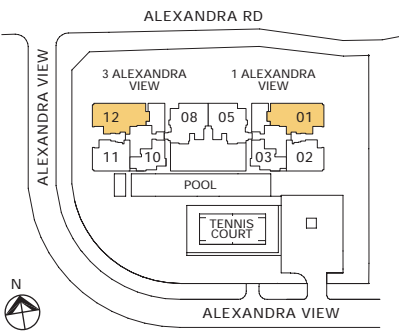 ALEXANDRA RD
ALEXANDRA VIEW
3 ALEXANDRA
VIEW
1 ALEXANDRA
VIEW
12
08
05
01
11
10
03
02
POOL
TENNIS
COURT
N
ALEXANDRA VIEW